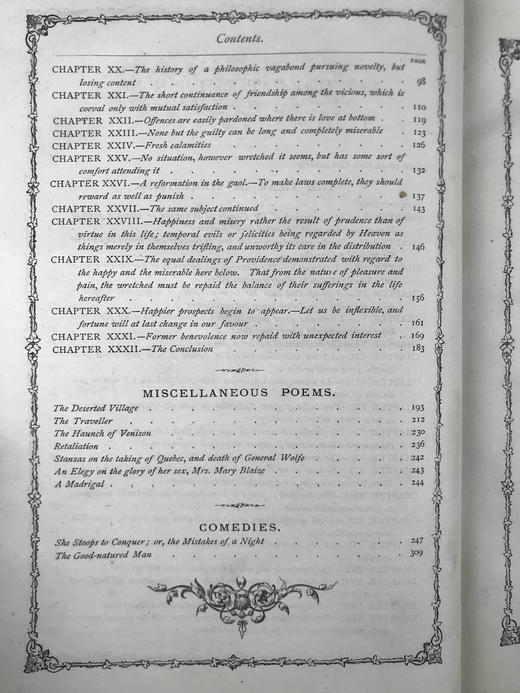 Contents.
PAGE
CHAPTER XX.—The history of a philosophic vagabond pursuing novelty, but
losing content . . . . . . . . . . 98
CHAPTER XXI.—The short continuance of friendship among the vicious, which is
coeval only with mutual satisfaction . . . . . . . 110
CHAPTER XXII.—Offences are easily pardoned where there is love at bottom . . 119
CHAPTER XXIII.—None but the guilty can be long and completely miserable . 123
CHAPTER XXIV.—Fresh calamities . . . . . . . . 126
CHAPTER XXV.—No situation, however wretched it seems, but has some sort of
comfort attending it . . . . . . . . . 132
CHAPTER XXVI.—A reformation in the gaol.—To make laws complete, they should
reward as well as punish . . . . . . . . 137
CHAPTER XXVII.—The same subject continued . . . . . . 143
CHAPTER XXVIII.—Happiness and misery rather the result of prudence than of
virtue in this life; temporal evils or felicities being regarded by Heaven as
things merely in themselves trifling, and unworthy its care in the distribution . 146
CHAPTER XXIX.—The equal dealings of Providence demonstrated with regard to
the happy and the miserable here below. That from the nature of pleasure and
pain, the wretched must be repaid the balance of their sufferings in the life
hereafter . . . . . . . . . . 156
CHAPTER XXX.—Happier prospects begin to appear.—Let us be inflexible, and
fortune will at last change in our favour . . . . . . 161
CHAPTER XXXI.—Former benevolence now repaid with unexpected interest . 169
CHAPTER XXXII.—The Conclusion . . . . . . . . 183
MISCELLANEOUS POEMS.
The Deserted Village . . . . . . . . . . 193
The Traveller . . . . . . . . . . . 212
The Haunch of Venison . . . . . . . . . 230
Retaliation . . . . . . . . . . . 236
Stanzas on the taking of Quebec, and death of General Wolfe . . . . 242
An Elegy on the glory of her sex, Mrs. Mary Blaize . . . . . 243
A Madrigal . . . . . . . . . . . 244
COMEDIES.
She Stoops to Conquer; or, the Mistakes of a Night . . . . . 247
The Good-natured Man . . . . . . . . . 309